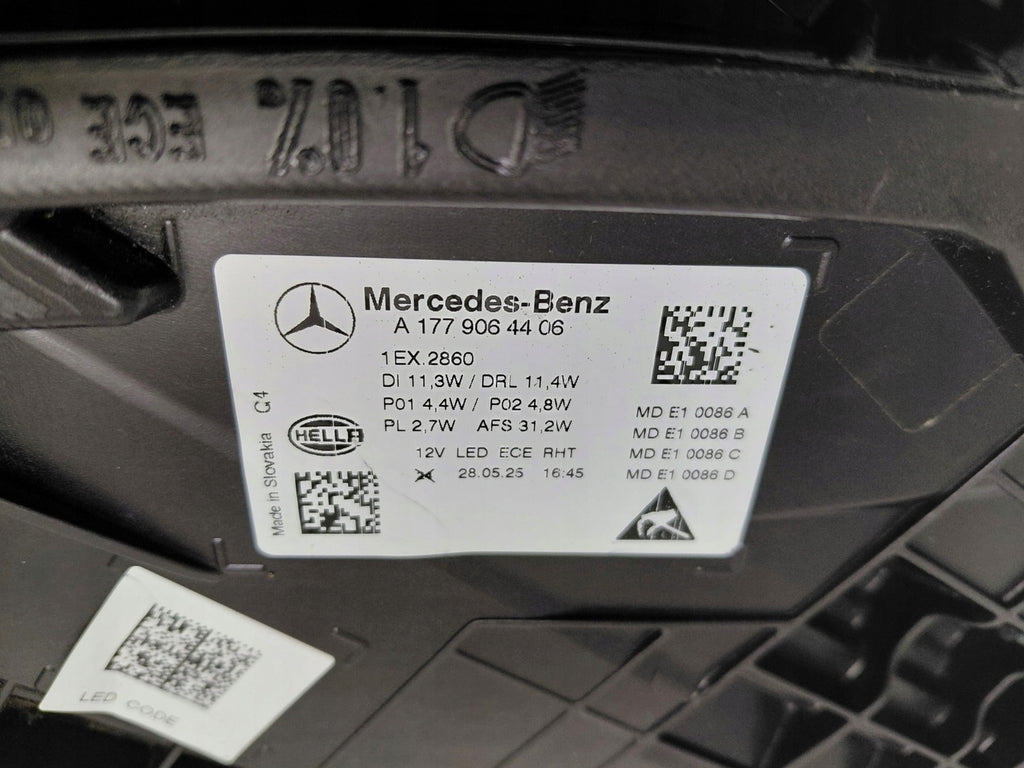 1.0% ECE
Mercedes-Benz
A 177 906 44 06
1EX.2860
DI 11,3W / DRL 11,4W
P01 4,4W / P02 4,8W
PL 2,7W AFS 31,2W
12V LED ECE RHT
28.05.25 16:45
HELLA
Made in Slovakia G4
MD E1 0086 A
MD E1 0086 B
MD E1 0086 C
MD E1 0086 D
LED CODE